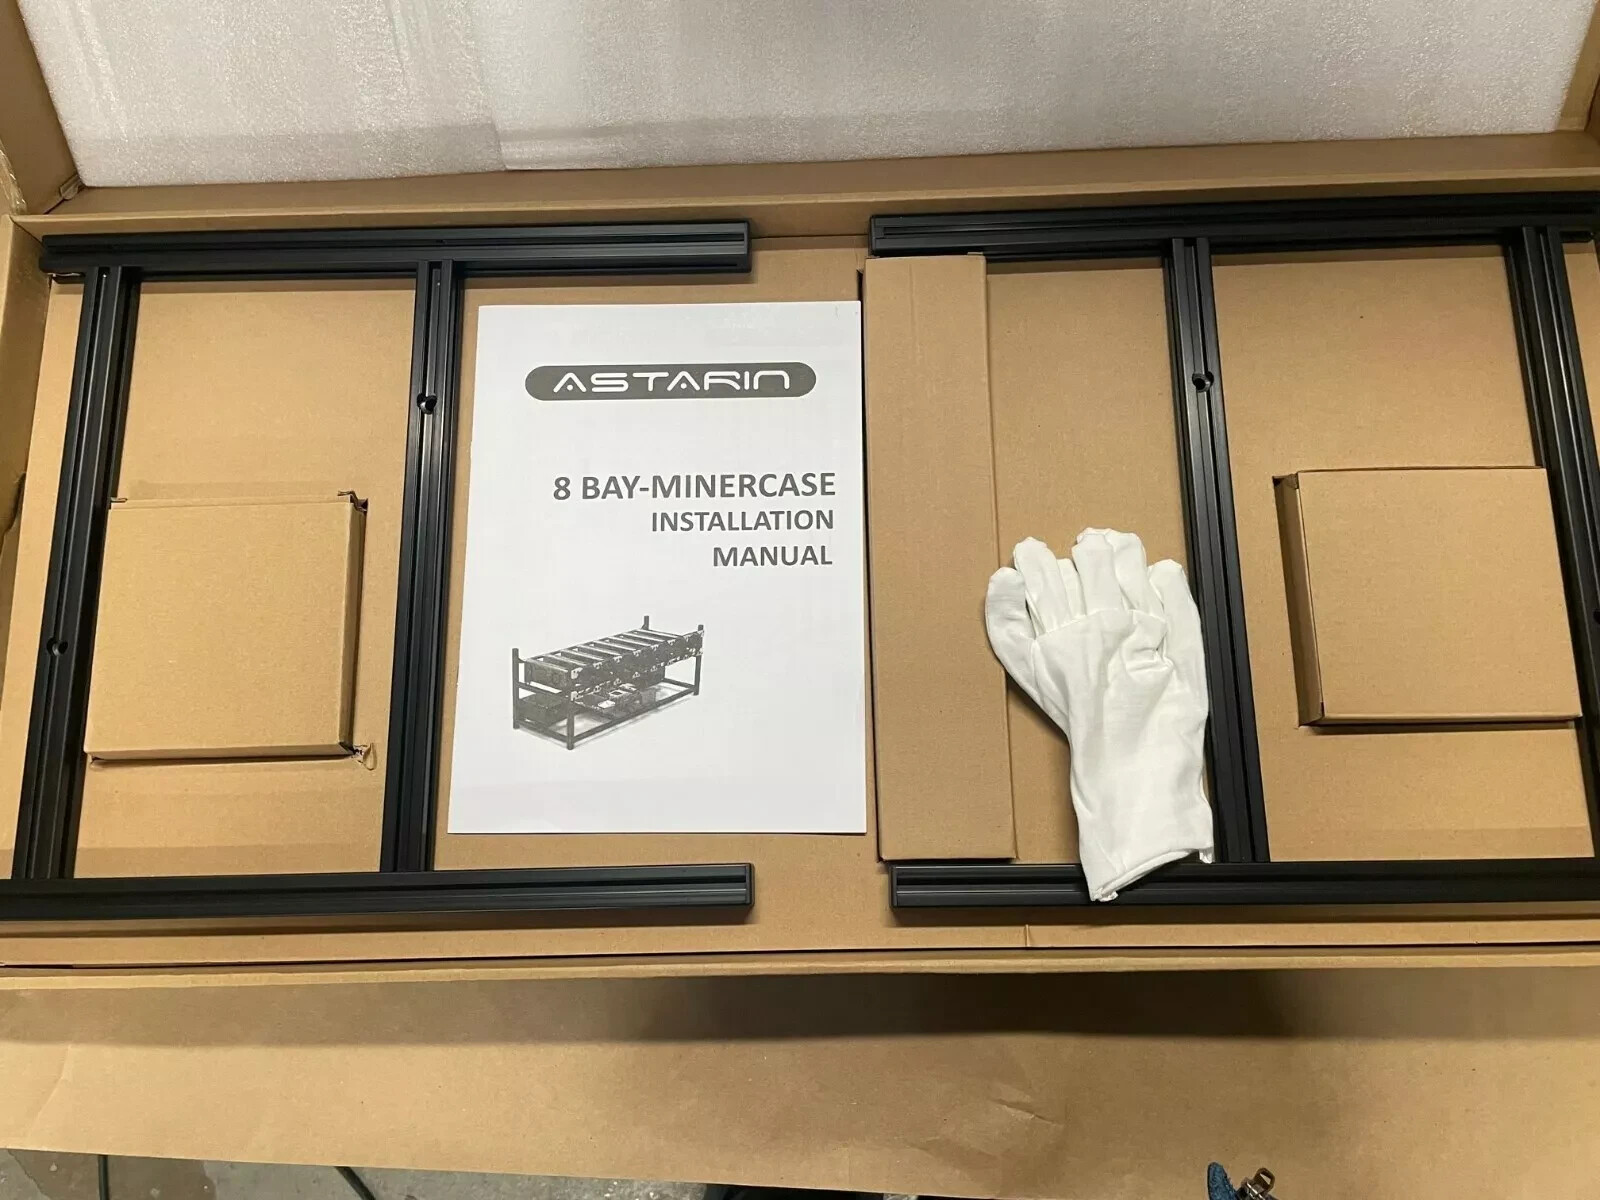 ASTARIN
8 BAY-MINERCASE
INSTALLATION
MANUAL